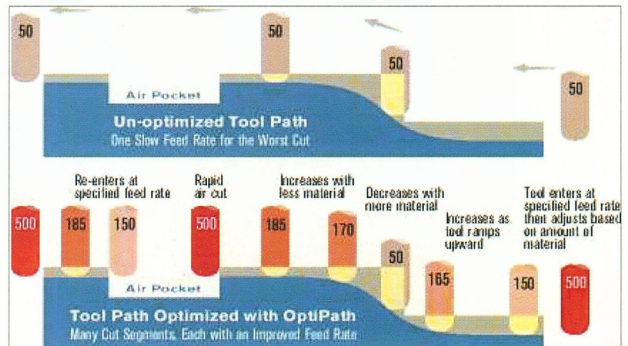 50
50
50
50
Air Pocket
Un-optimized Tool Path
One Slow Feed Rate for the Worst Cut
Re-enters at
specified feed rate
Rapid
air cut
Increases with
less material
Decreases with
more material
Increases as
tool ramps
upward
Tool enters at
specified feed rate
then adjusts based
on amount of
material
500
185
150
500
185
170
50
165
150
500
Air Pocket
Tool Path Optimized with OptiPath
Many Cut Segments, Each with an Improved Feed Rate